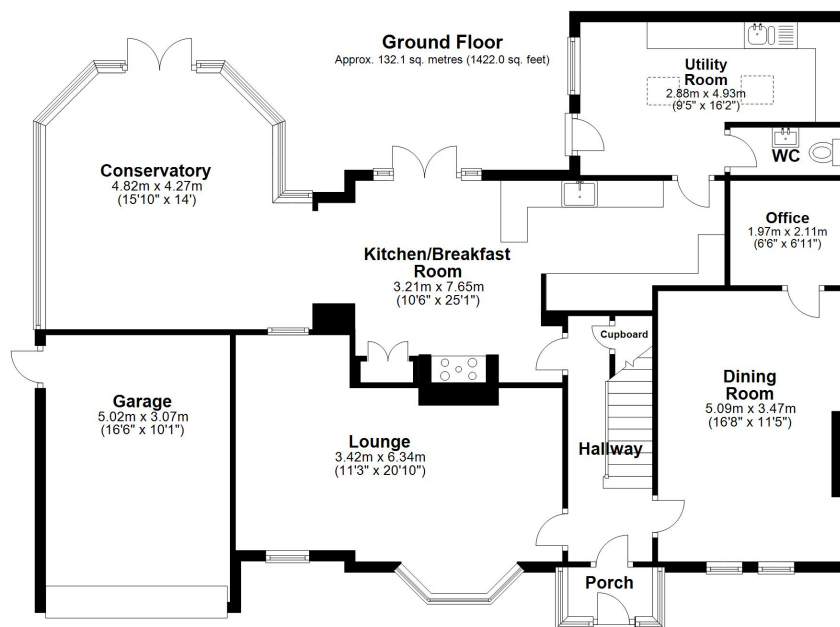 Ground Floor
Approx. 132.1 sq. metres (1422.0 sq. feet)
Utility
Room
2.88m x 4.93m
(9'5" x 16'2")
WC
Conservatory
4.82m x 4.27m
(15'10" x 14')
Office
1.97m x 2.11m
(6'6" x 6'11")
Kitchen/Breakfast
Room
3.21m x 7.65m
(10'6" x 25'1")
Cupboard
Garage
5.02m x 3.07m
(16'6" x 10'1")
Lounge
3.42m x 6.34m
(11'3" x 20'10")
Hallway
Dining
Room
5.09m x 3.47m
(16'8" x 11'5")
Porch